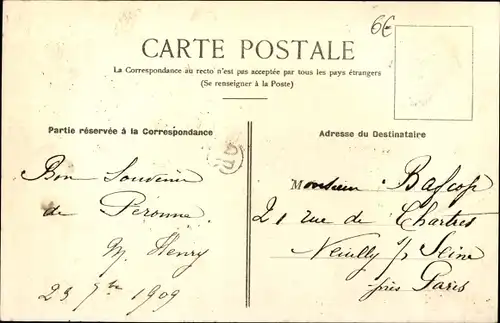 6€
CARTE POSTALE
La Correspondance au recto n'est pas acceptée par tous les pays étrangers
(Se renseigner à la Poste)
Partie réservée à la Correspondance
Bon Souvenir
de Peronne
M. Henry
23 7bre 1909
Adresse du Destinataire
Monsieur
21 rue de Chartres
Neuilly s/ Seine
près Paris